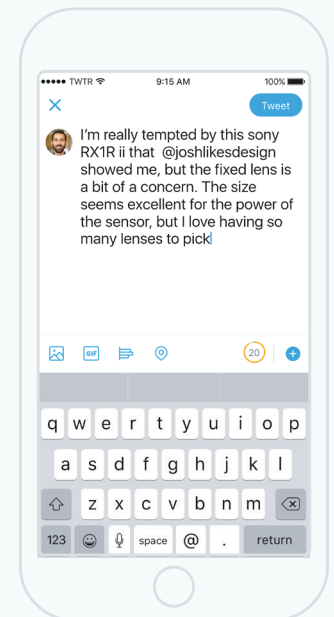 TWTR
9:15 AM
100%
Tweet
I'm really tempted by this sony
RX1R ii that @joshlikesdesign
showed me, but the fixed lens is
a bit of a concern. The size
seems excellent for the power of
the sensor, but I love having so
many lenses to pick
GIF
20
q w e r t y u i o p
a s d f g h j k l
z x c v b n m
123 space @ . return